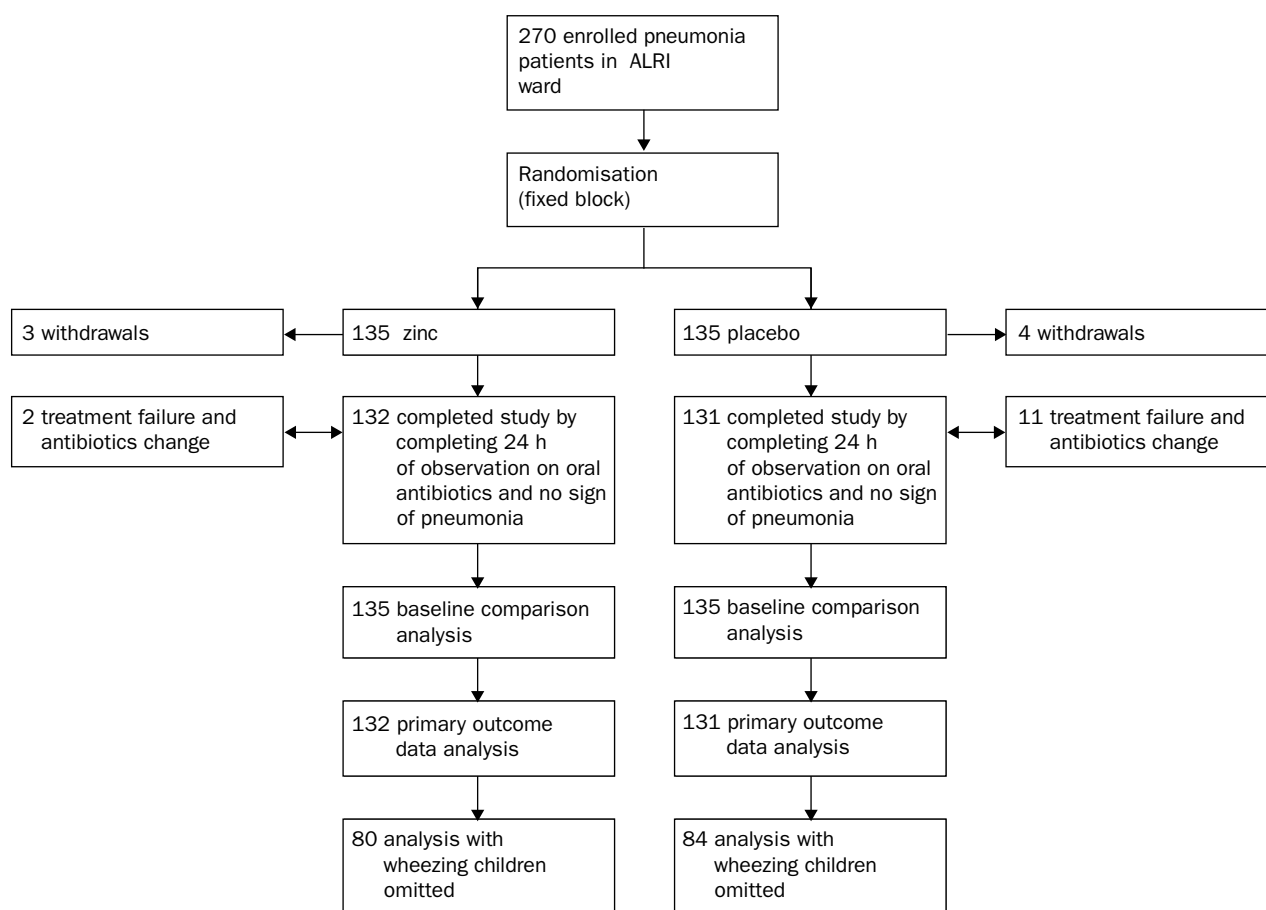 270 enrolled pneumonia
patients in ALRI
ward
Randomisation
(fixed block)
3 withdrawals
135 zinc
135 placebo
4 withdrawals
2 treatment failure and
antibiotics change
132 completed study by
completing 24 h
of observation on oral
antibiotics and no sign
of pneumonia
131 completed study by
completing 24 h
of observation on oral
antibiotics and no sign
of pneumonia
11 treatment failure and
antibiotics change
135 baseline comparison
analysis
135 baseline comparison
analysis
132 primary outcome
data analysis
131 primary outcome
data analysis
80 analysis with
wheezing children
omitted
84 analysis with
wheezing children
omitted